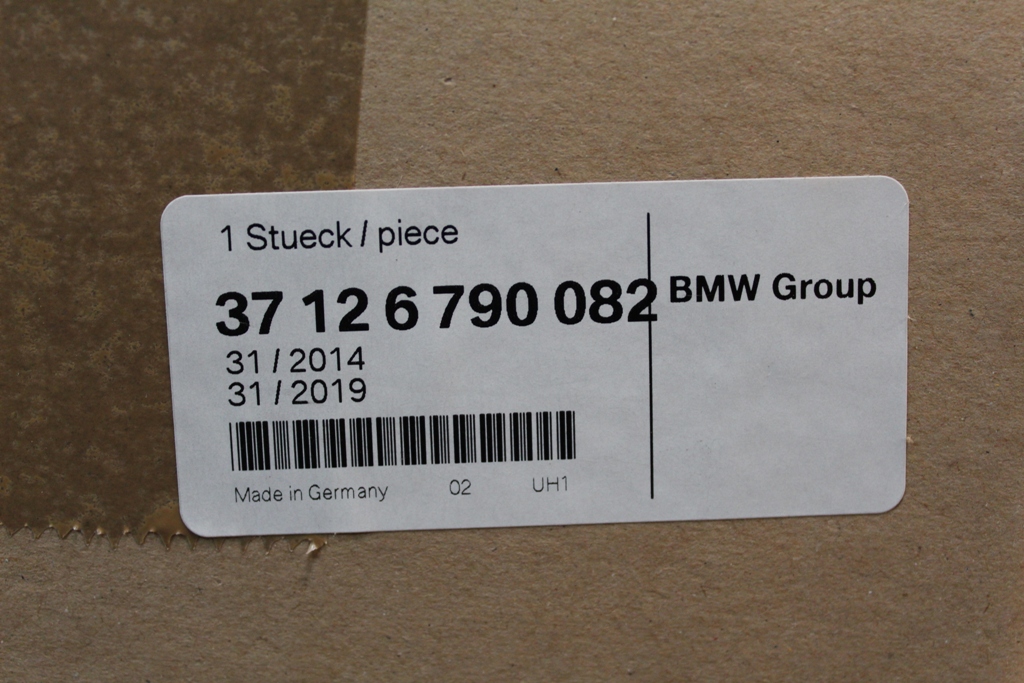 1 Stueck / piece
37 12 6 790 082
BMW Group
31 / 2014
31 / 2019
Made in Germany 02 UH1